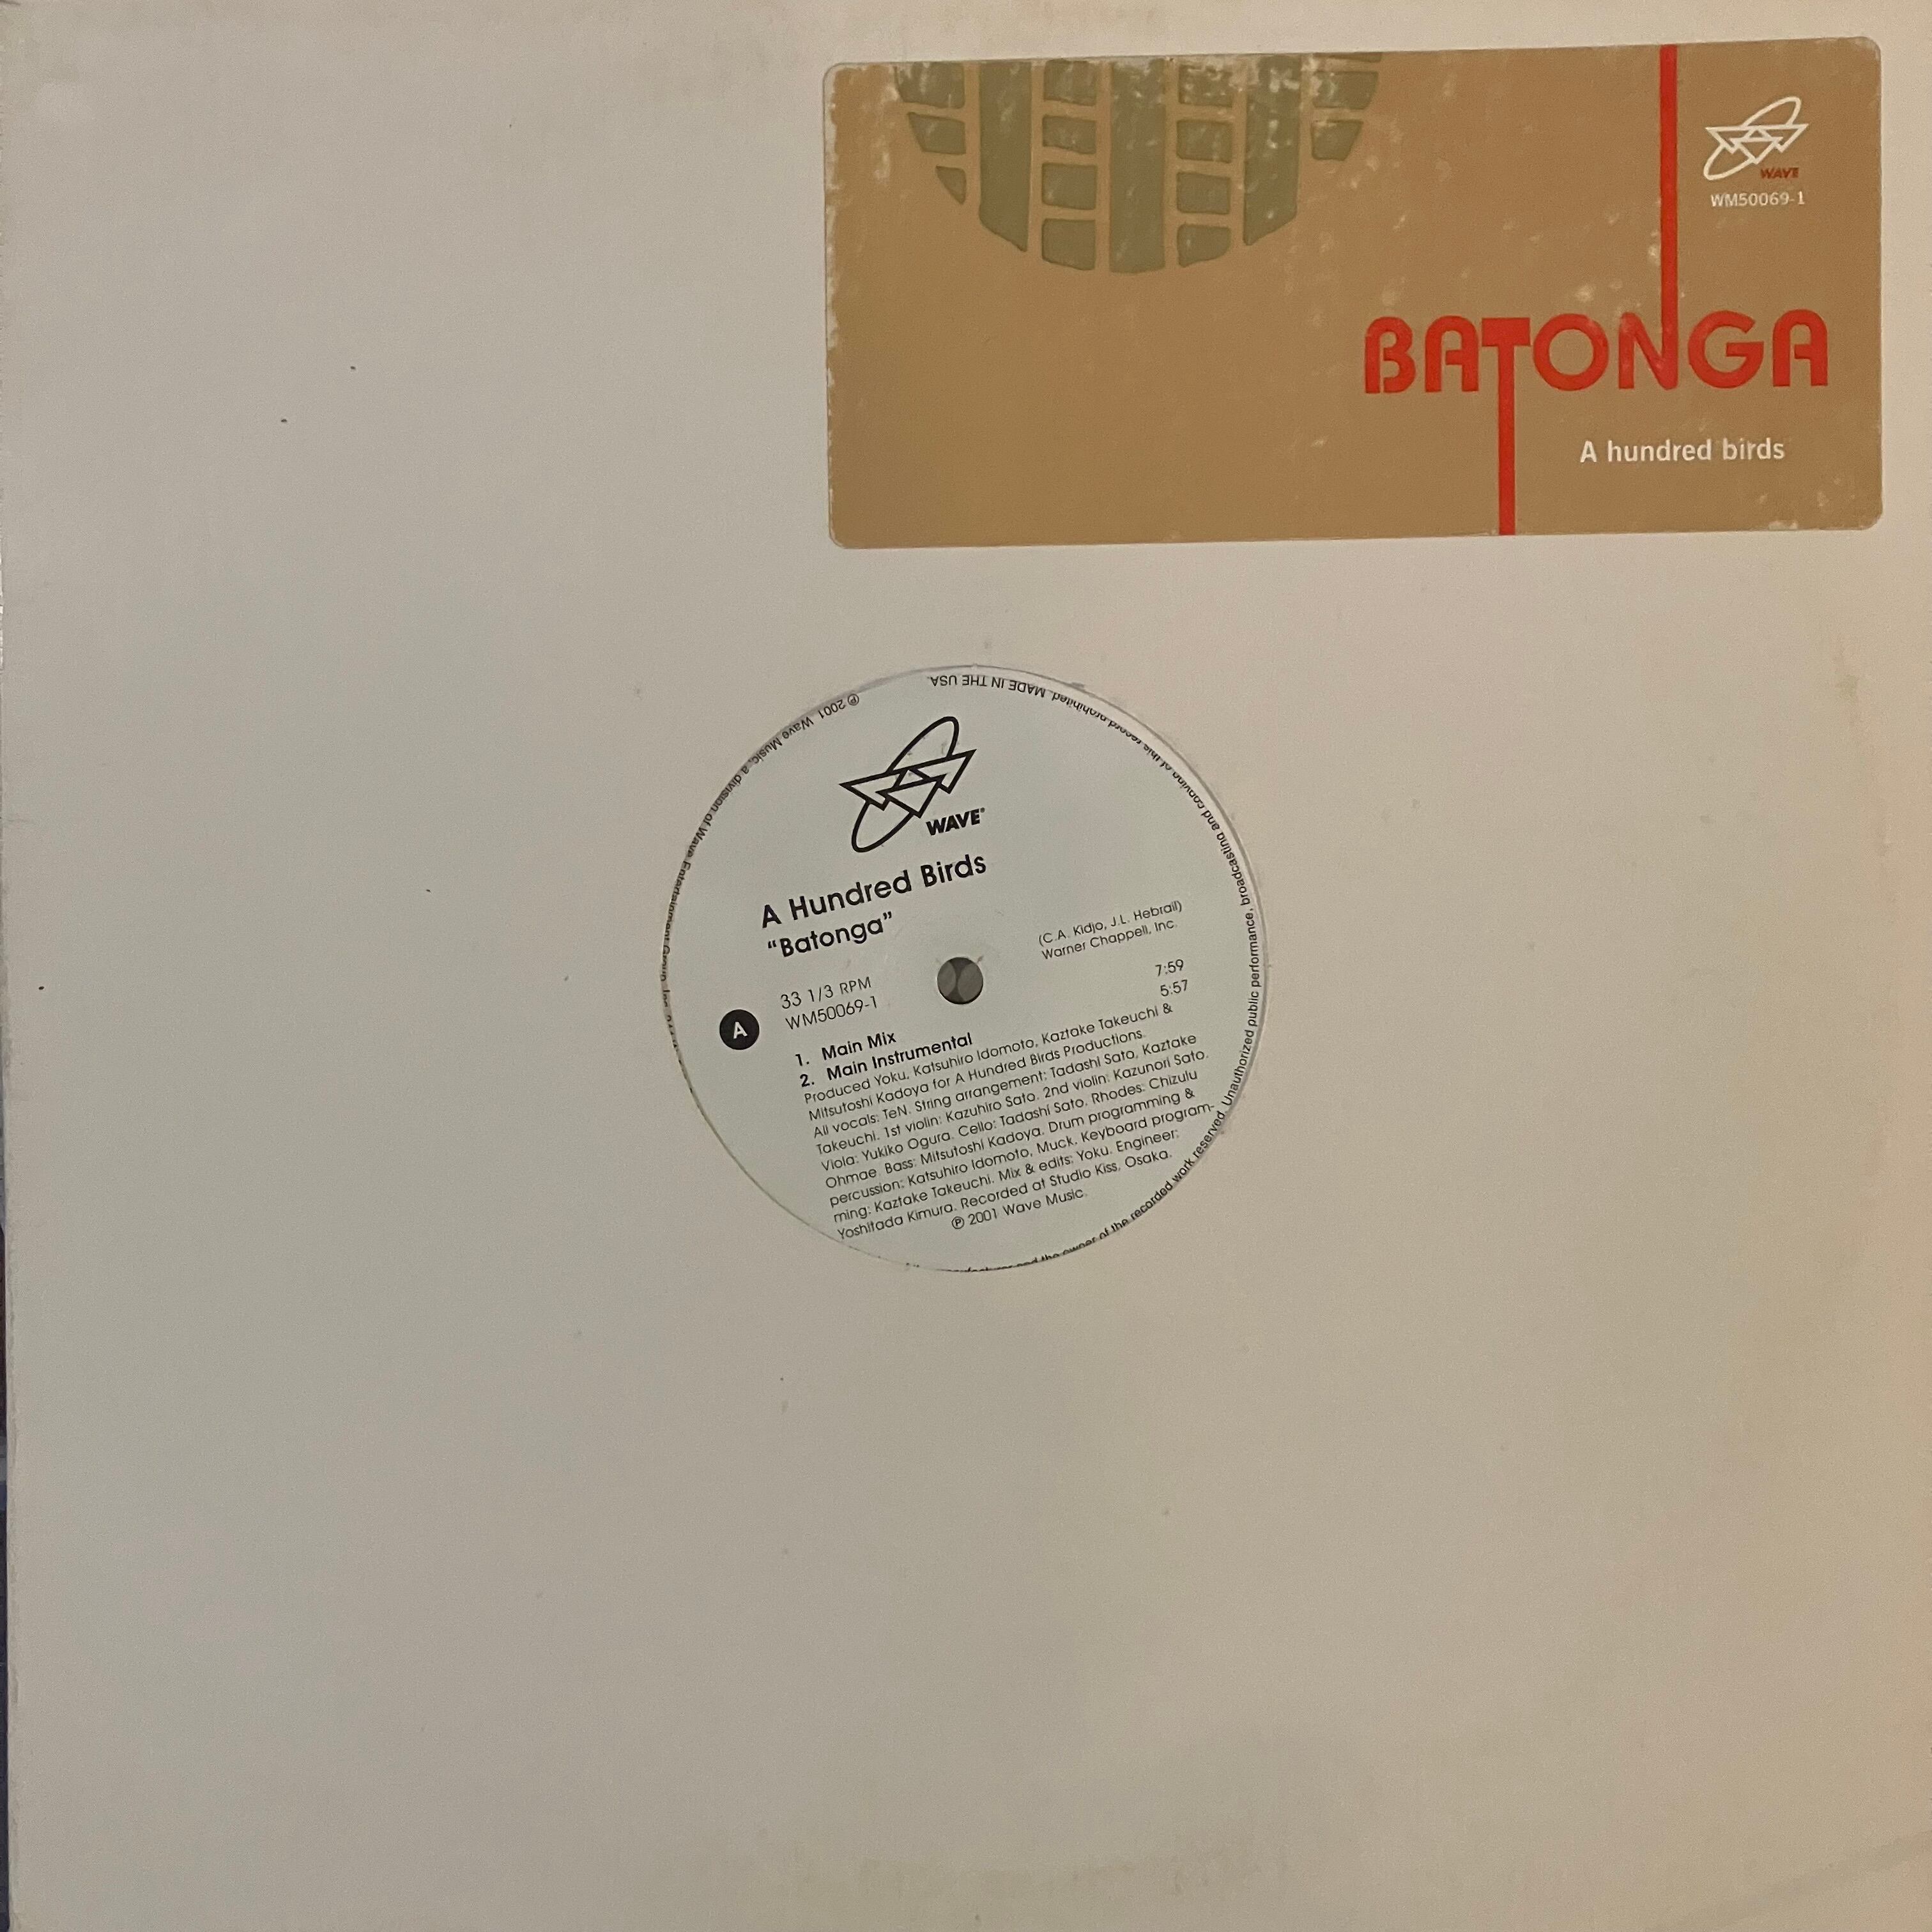 WAVE
WM50069-1
BATONGA
A hundred birds
WAVE®
A Hundred Birds
“Batonga”
(C.A. Kidjo, J.L. Hebrail)
Warner Chappell, Inc.
33 1/3 RPM
WM50069-1
A
1. Main Mix 7:59
2. Main Instrumental 5:57
Produced Yoku, Katsuhiro Idomoto, Kaztake Takeuchi &
Mitsutoshi Kadoya for A Hundred Birds Productions.
All vocals: TeN. String arrangement: Tadashi Sato, Kaztake
Takeuchi. 1st violin: Kazuhiro Sato. 2nd violin: Kazunori Sato.
Viola: Yukiko Ogura. Cello: Tadashi Sato. Rhodes: Chizulu
Ohmae. Bass: Mitsutoshi Kadoya. Drum programming &
percussion: Katsuhiro Idomoto, Muck. Keyboard program-
ming: Kaztake Takeuchi. Mix & edits: Yoku. Engineer:
Yoshitada Kimura. Recorded at Studio Kiss, Osaka.
℗ 2001 Wave Music.
℗ 2001 Wave Music, a division of Wave Entertainment Group, Inc.
and the owner of the recorded work reserved. Unauthorized public performance, broadcasting and copying of this record prohibited. MADE IN THE USA